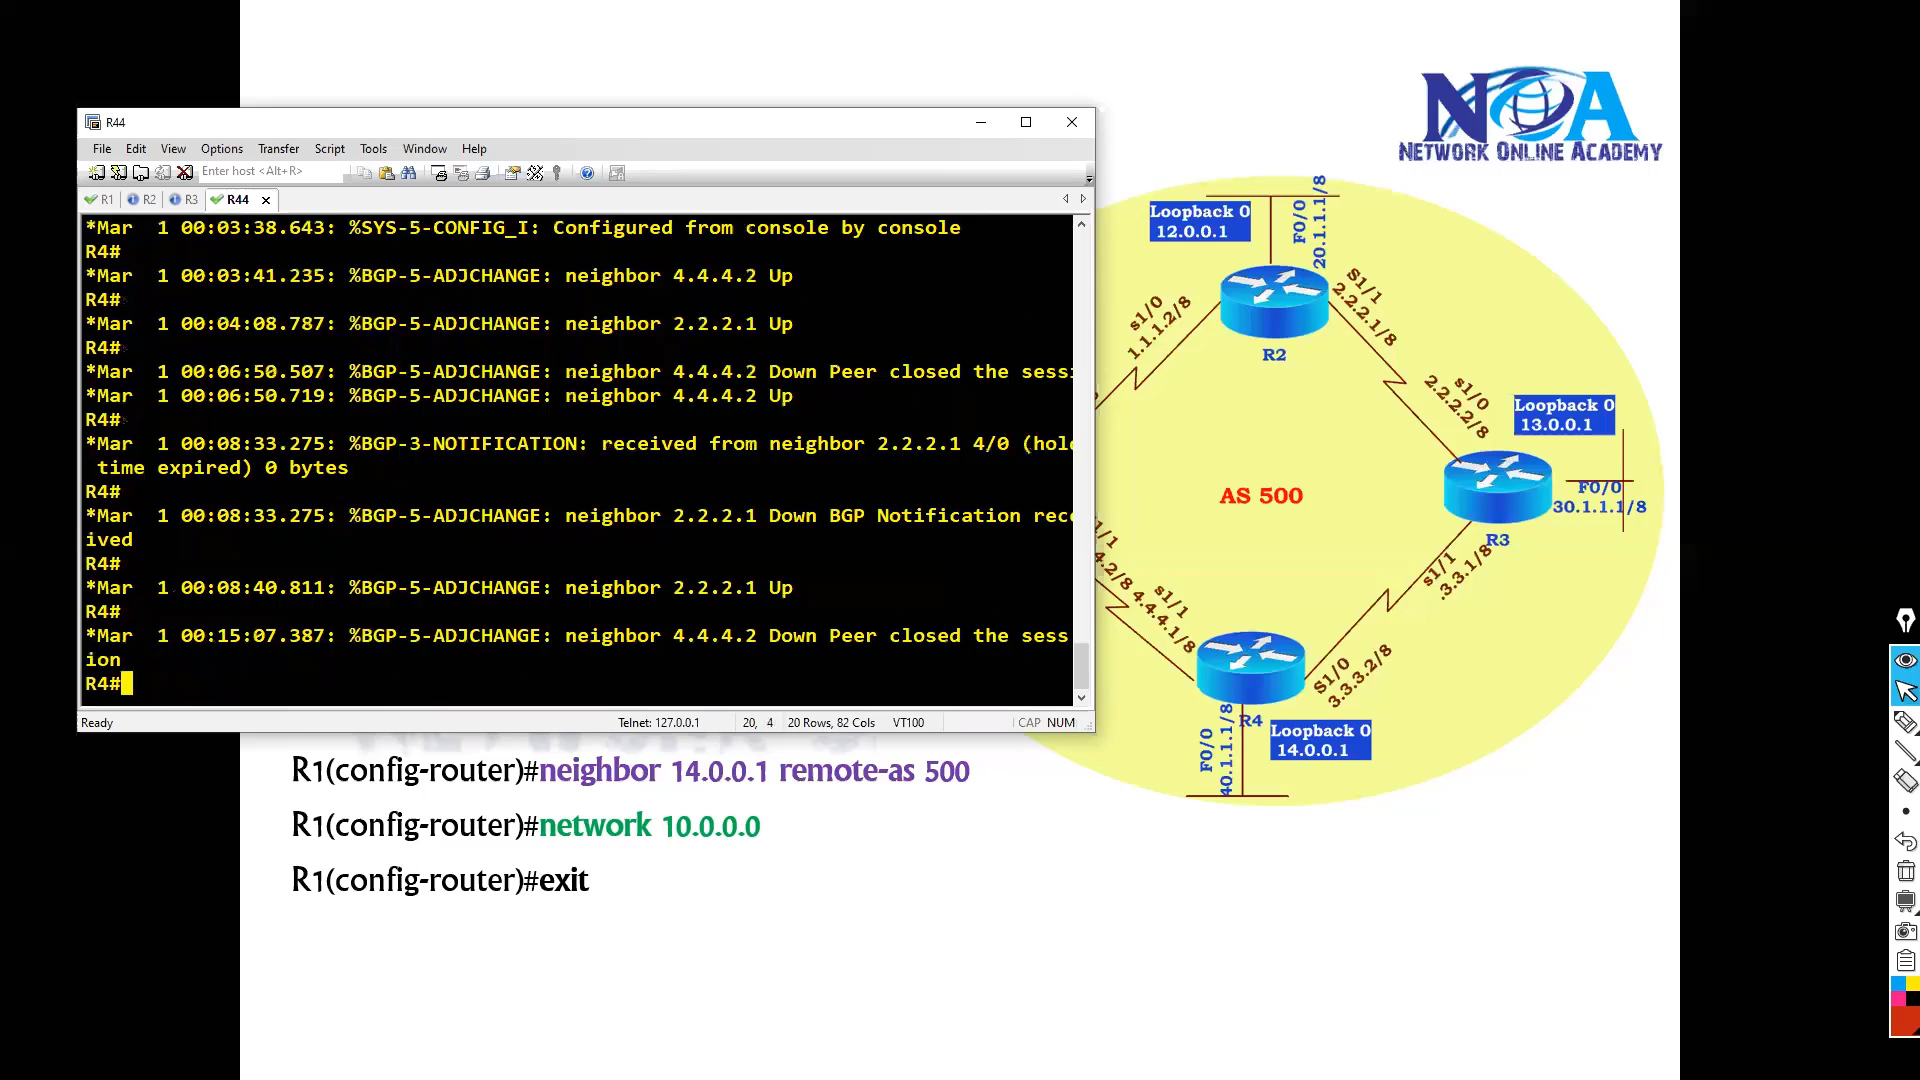 R44
File Edit View Options Transfer Script Tools Window Help
Enter host <Alt+R>
R1 R2 R3 R44
*Mar  1 00:03:38.643: %SYS-5-CONFIG_I: Configured from console by console
R4#
*Mar  1 00:03:41.235: %BGP-5-ADJCHANGE: neighbor 4.4.4.2 Up
R4#
*Mar  1 00:04:08.787: %BGP-5-ADJCHANGE: neighbor 2.2.2.1 Up
R4#
*Mar  1 00:06:50.507: %BGP-5-ADJCHANGE: neighbor 4.4.4.2 Down Peer closed the sess
*Mar  1 00:06:50.719: %BGP-5-ADJCHANGE: neighbor 4.4.4.2 Up
R4#
*Mar  1 00:08:33.275: %BGP-3-NOTIFICATION: received from neighbor 2.2.2.1 4/0 (hol
time expired) 0 bytes
R4#
*Mar  1 00:08:33.275: %BGP-5-ADJCHANGE: neighbor 2.2.2.1 Down BGP Notification rec
ived
R4#
*Mar  1 00:08:40.811: %BGP-5-ADJCHANGE: neighbor 2.2.2.1 Up
R4#
*Mar  1 00:15:07.387: %BGP-5-ADJCHANGE: neighbor 4.4.4.2 Down Peer closed the sess
ion
R4#
Ready Telnet: 127.0.0.1 20, 4 20 Rows, 82 Cols VT100 CAP NUM
R1(config-router)#neighbor 14.0.0.1 remote-as 500
R1(config-router)#network 10.0.0.0
R1(config-router)#exit
NOA
NETWORK ONLINE ACADEMY
Loopback 0
12.0.0.1
F0/0
20.1.1.1/8
s1/0
1.1.1.2/8
R2
S1/1
2.2.2.1/8
s1/0
2.2.2.2/8
Loopback 0
13.0.0.1
F0/0
30.1.1.1/8
R3
AS 500
s1/1
.3.3.1/8
4.2/8
s1/1
4.4.4.1/8
S1/0
3.3.3.2/8
R4
F0/0
40.1.1.1/8
Loopback 0
14.0.0.1